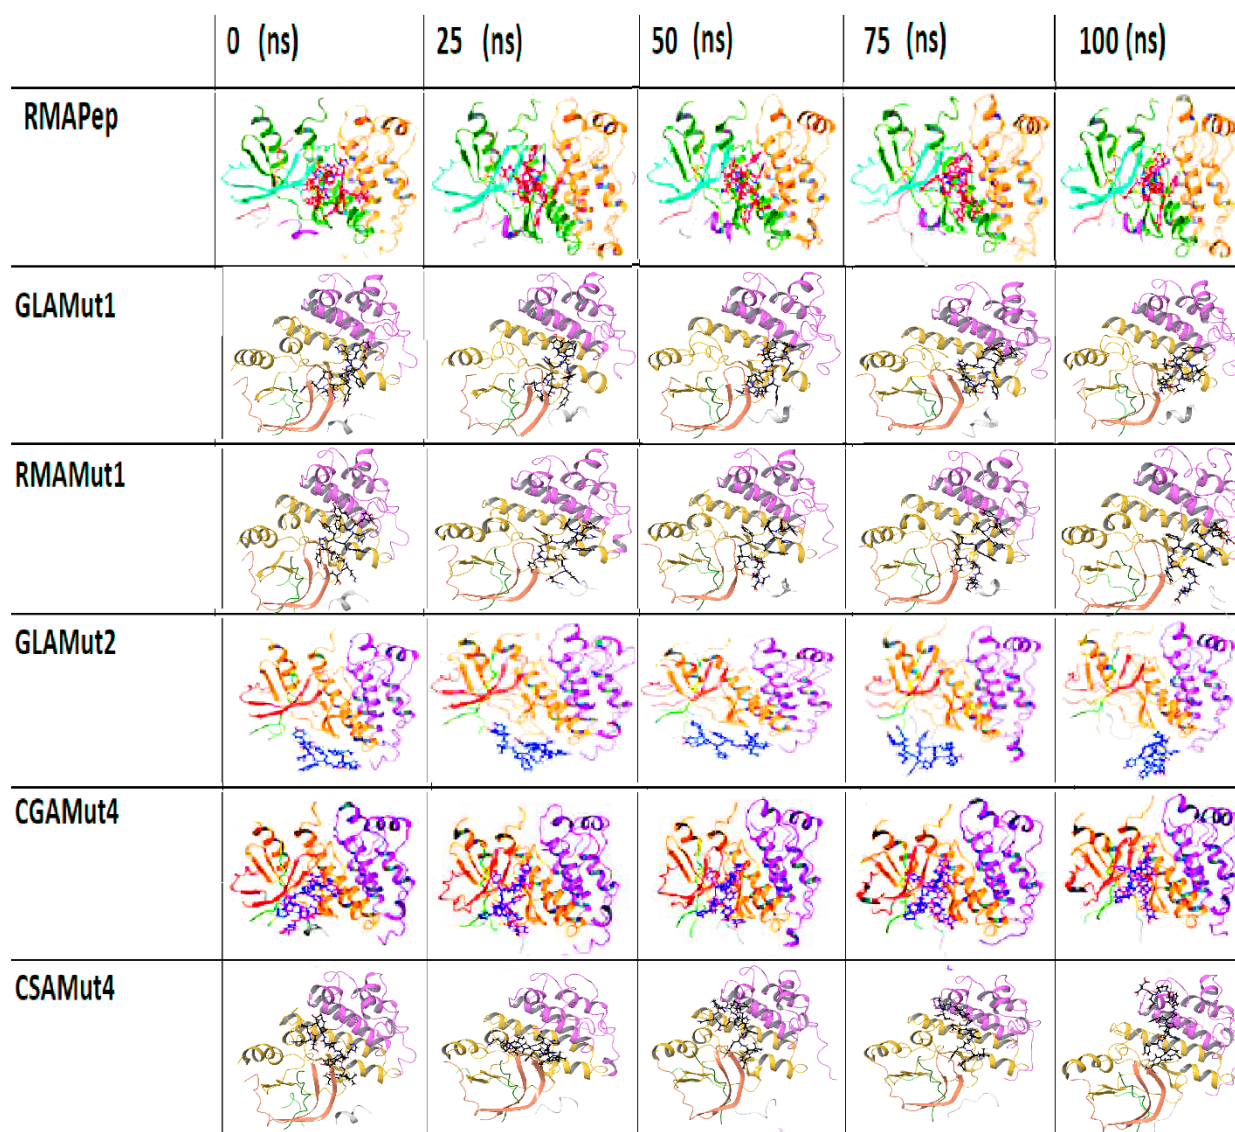 0 (ns) 25 (ns) 50 (ns) 75 (ns) 100 (ns)
RMAPep
GLAMut1
RMAMut1
GLAMut2
CGAMut4
CSAMut4